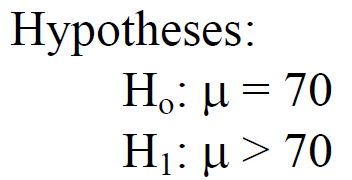 Hypotheses:
Hₒ: μ = 70
H₁: μ > 70